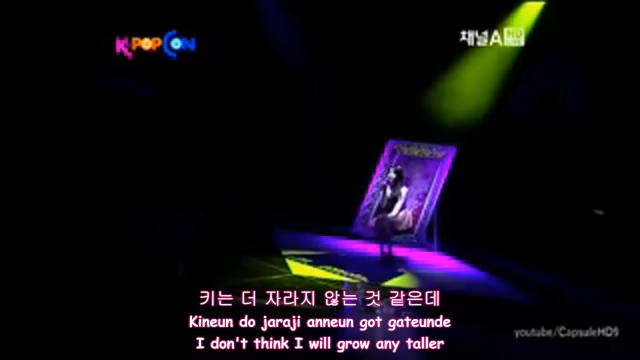 K-POP CON
채널A HD
키는 더 자라지 않는 것 같은데
Kineun do jaraji anneun got gateunde
I don't think I will grow any taller
youtube/CapsuleHD9